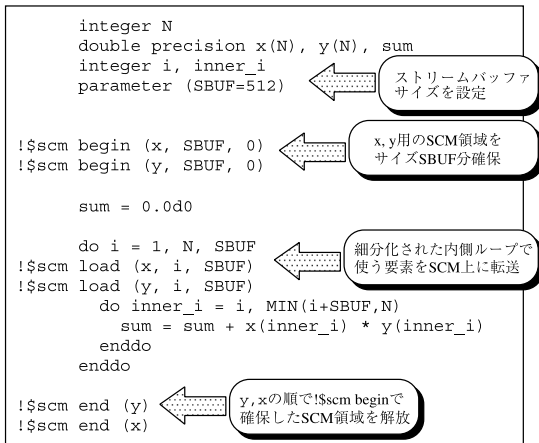 integer N
double precision x(N), y(N), sum
integer i, inner_i
parameter (SBUF=512)
ストリームバッファ
サイズを設定
!$scm begin (x, SBUF, 0)
!$scm begin (y, SBUF, 0)
x, y用のSCM領域を
サイズSBUF分確保
sum = 0.0d0
do i = 1, N, SBUF
!$scm load (x, i, SBUF)
!$scm load (y, i, SBUF)
細分化された内側ループで
使う要素をSCM上に転送
do inner_i = i, MIN(i+SBUF,N)
sum = sum + x(inner_i) * y(inner_i)
enddo
enddo
!$scm end (y)
!$scm end (x)
y,xの順で!$scm beginで
確保したSCM領域を解放